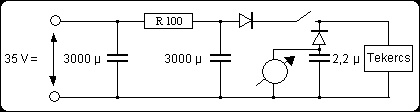 R 100
35 V =
3000 µ
3000 µ
2,2 µ
Tekercs